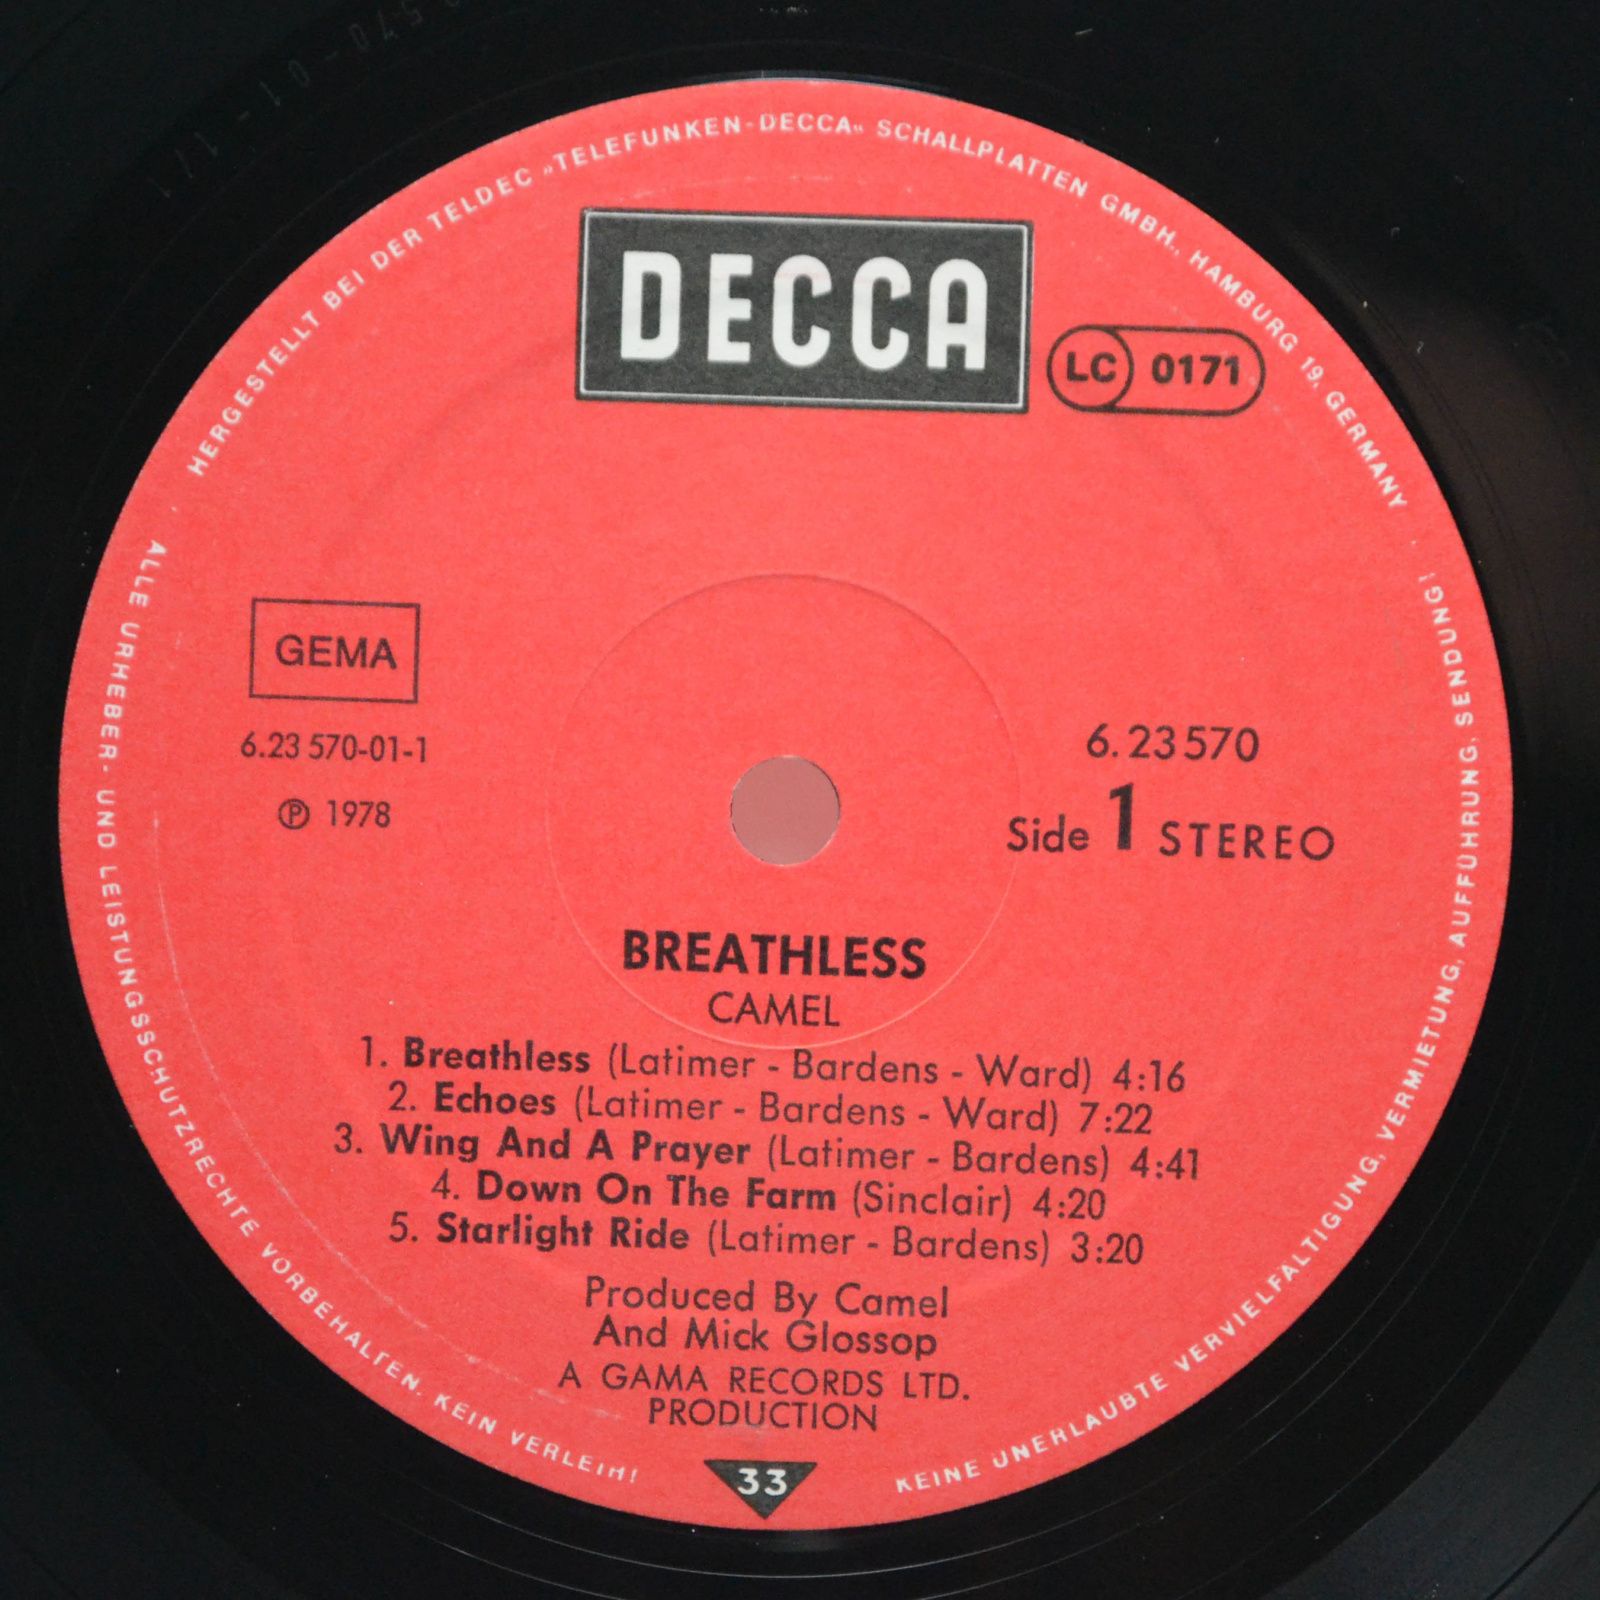 HERGESTELLT BEI DER TELDEC »TELEFUNKEN-DECCA« SCHALLPLATTEN GMBH., HAMBURG 19, GERMANY
DECCA
LC 0171
GEMA
6.23 570-01-1
℗ 1978
6.23570
Side 1 STEREO
BREATHLESS
CAMEL
1. Breathless (Latimer - Bardens - Ward) 4:16
2. Echoes (Latimer - Bardens - Ward) 7:22
3. Wing And A Prayer (Latimer - Bardens) 4:41
4. Down On The Farm (Sinclair) 4:20
5. Starlight Ride (Latimer - Bardens) 3:20
Produced By Camel
And Mick Glossop
A GAMA RECORDS LTD.
PRODUCTION
33
ALLE URHEBER- UND LEISTUNGSSCHUTZRECHTE VORBEHALTEN. KEIN VERLEIH!
KEINE UNERLAUBTE VERVIELFÄLTIGUNG, VERMIETUNG, AUFFÜHRUNG, SENDUNG!